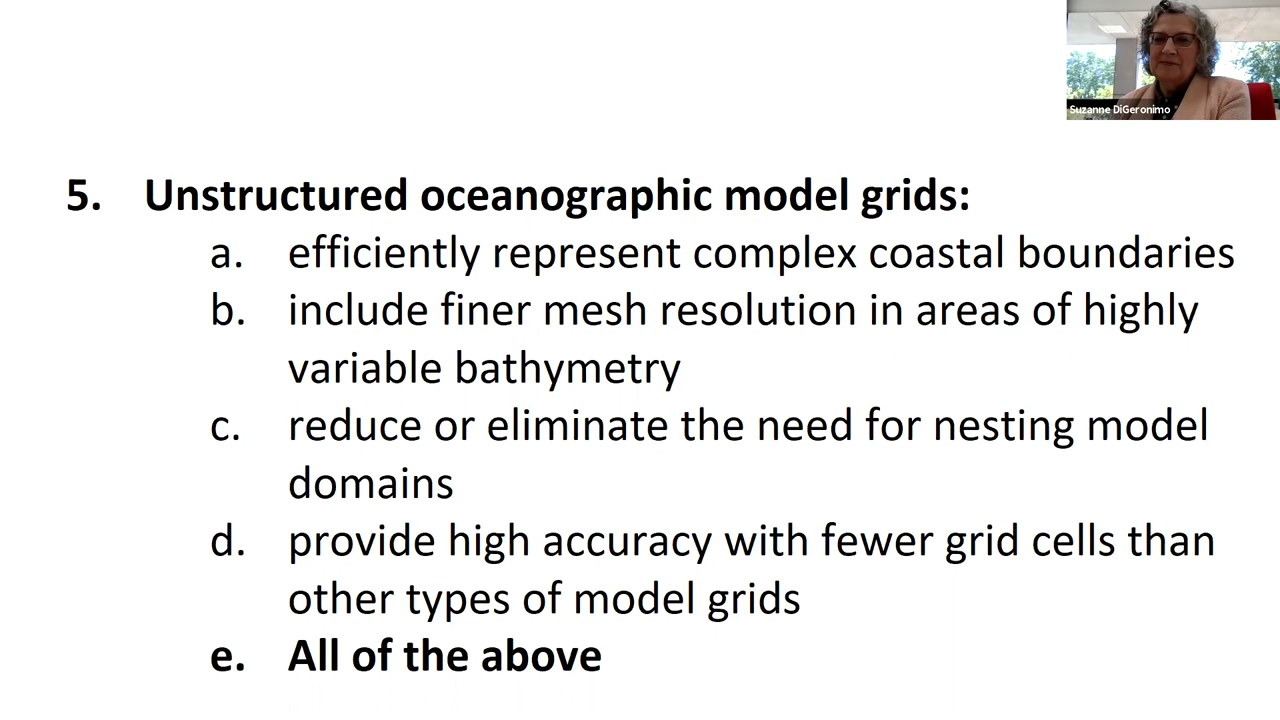 Suzanne DiGeronimo
5. Unstructured oceanographic model grids:
a. efficiently represent complex coastal boundaries
b. include finer mesh resolution in areas of highly
variable bathymetry
c. reduce or eliminate the need for nesting model
domains
d. provide high accuracy with fewer grid cells than
other types of model grids
e. All of the above